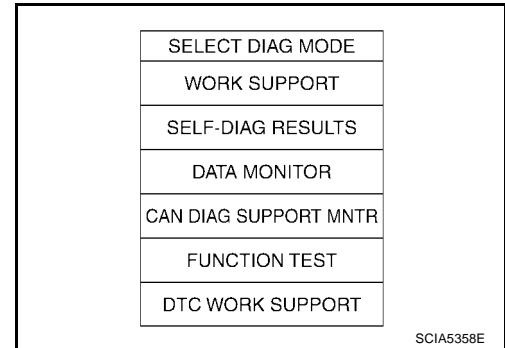 SELECT DIAG MODE
WORK SUPPORT
SELF-DIAG RESULTS
DATA MONITOR
CAN DIAG SUPPORT MNTR
FUNCTION TEST
DTC WORK SUPPORT
SCIA5358E